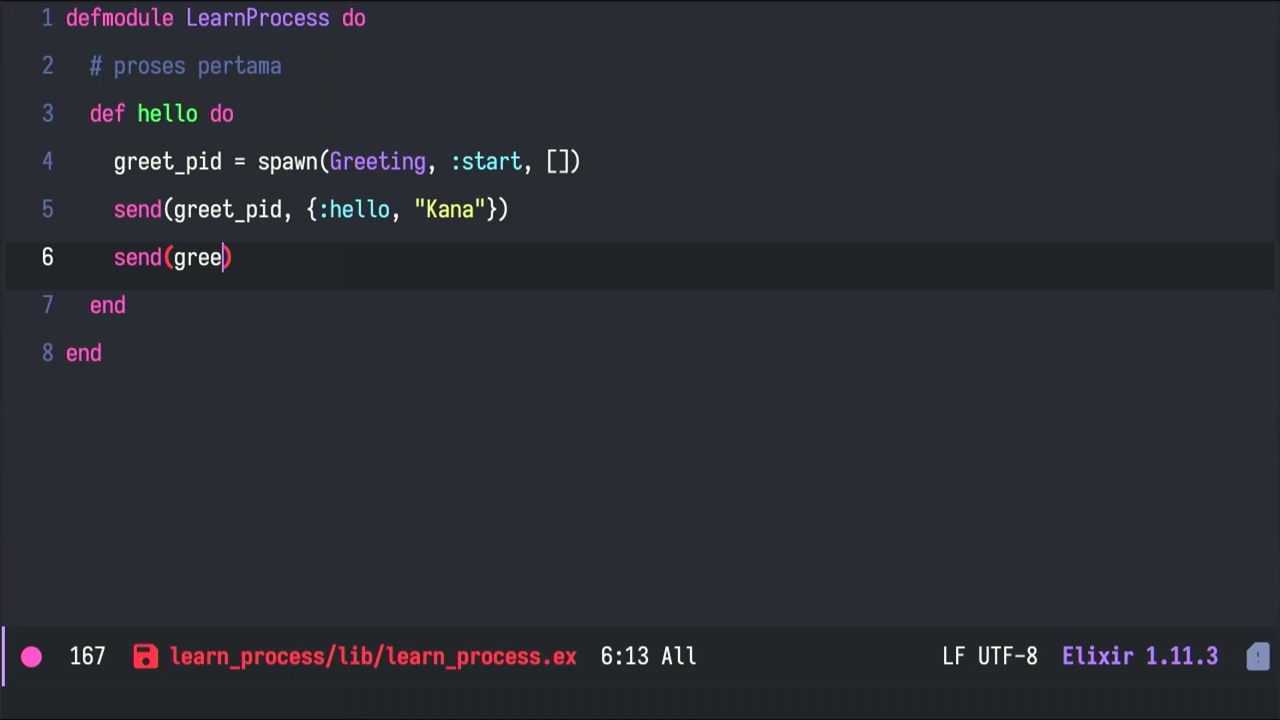 1 defmodule LearnProcess do
2 # proses pertama
3 def hello do
4 greet_pid = spawn(Greeting, :start, [])
5 send(greet_pid, {:hello, "Kana"})
6 send(gree)
7 end
8 end
167 learn_process/lib/learn_process.ex 6:13 All LF UTF-8 Elixir 1.11.3